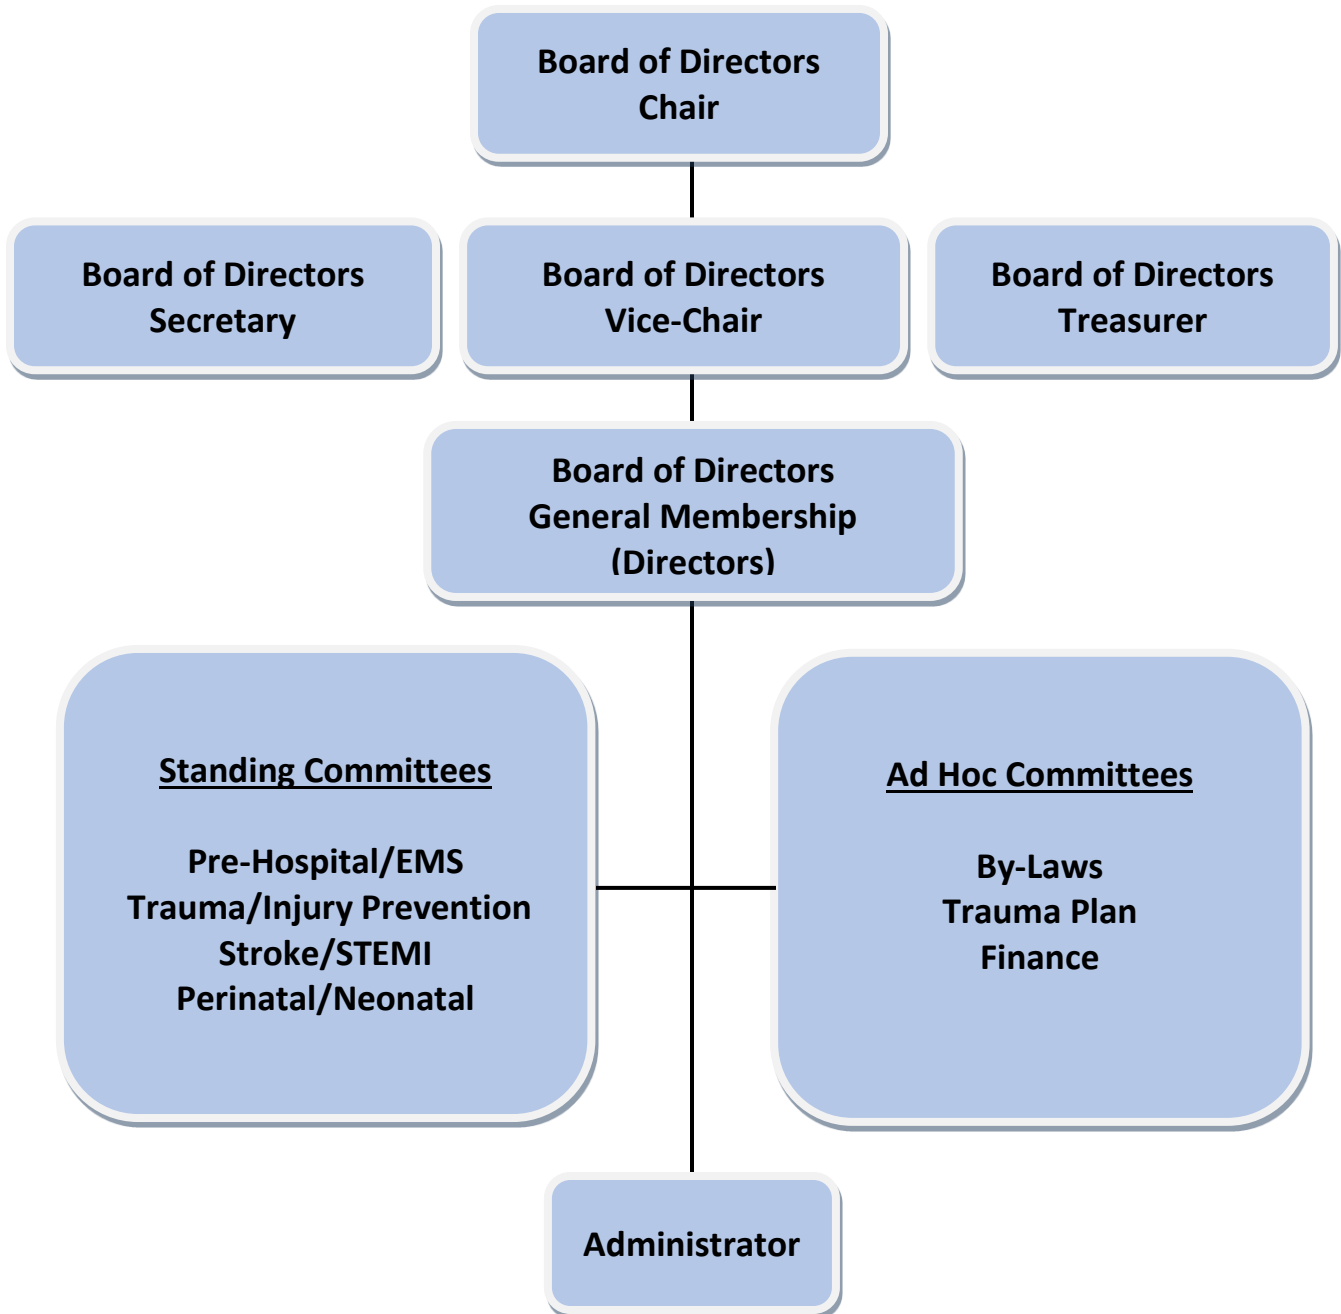 Board of Directors
Chair
Board of Directors
Secretary
Board of Directors
Vice-Chair
Board of Directors
Treasurer
Board of Directors
General Membership
(Directors)
Standing Committees
Pre-Hospital/EMS
Trauma/Injury Prevention
Stroke/STEMI
Perinatal/Neonatal
Ad Hoc Committees
By-Laws
Trauma Plan
Finance
Administrator